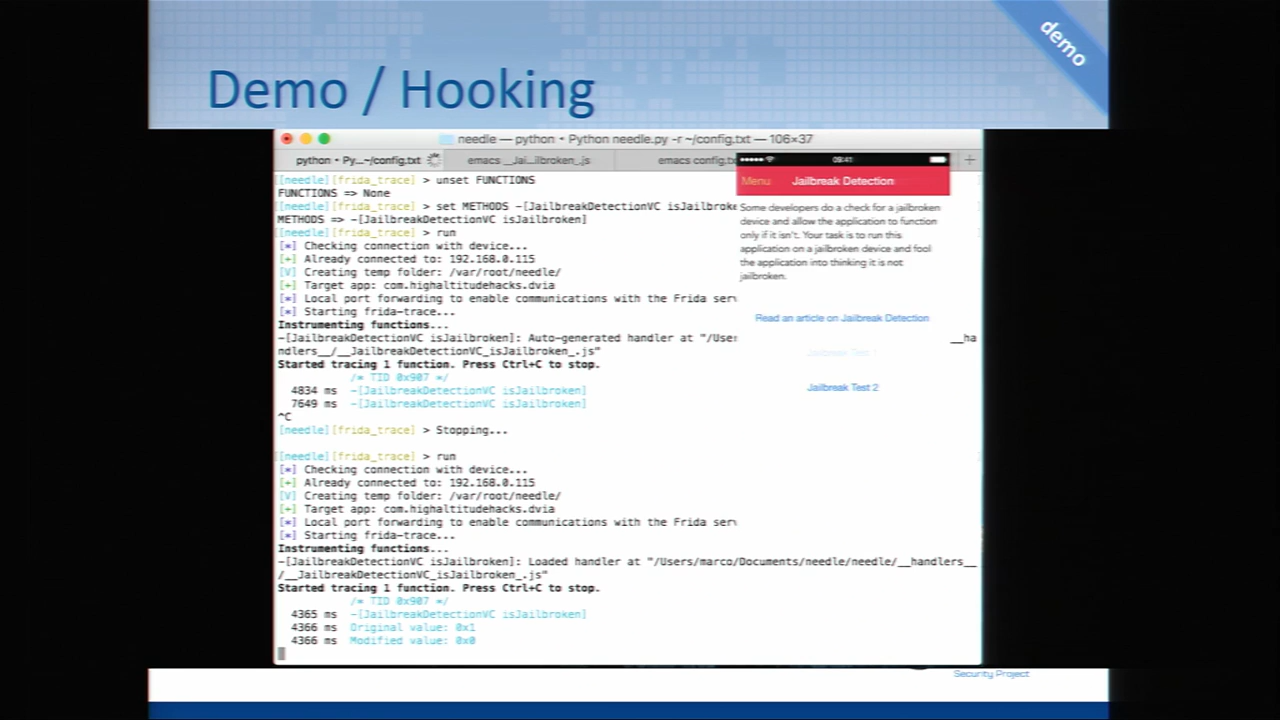 demo
Demo / Hooking
needle — python • Python needle.py -r ~/config.txt — 106×37
python • Py...~/config.txt
emacs __Jai...ilbroken_.js
emacs config.tx
+
[[needle][frida_trace] > unset FUNCTIONS
FUNCTIONS => None
[[needle][frida_trace] > set METHODS -[JailbreakDetectionVC isJailbroke
METHODS => -[JailbreakDetectionVC isJailbroken]
[[needle][frida_trace] > run
[*] Checking connection with device...
[+] Already connected to: 192.168.0.115
[V] Creating temp folder: /var/root/needle/
[+] Target app: com.highaltitudehacks.dvia
[*] Local port forwarding to enable communications with the Frida serv
[*] Starting frida-trace...
Instrumenting functions...
-[JailbreakDetectionVC isJailbroken]: Auto-generated handler at "/User __ha
ndlers__/__JailbreakDetectionVC_isJailbroken_.js"
Started tracing 1 function. Press Ctrl+C to stop.
/* TID 0x907 */
4834 ms -[JailbreakDetectionVC isJailbroken]
7649 ms -[JailbreakDetectionVC isJailbroken]
^C
[needle][frida_trace] > Stopping...
[[needle][frida_trace] > run
[*] Checking connection with device...
[+] Already connected to: 192.168.0.115
[V] Creating temp folder: /var/root/needle/
[+] Target app: com.highaltitudehacks.dvia
[*] Local port forwarding to enable communications with the Frida serv
[*] Starting frida-trace...
Instrumenting functions...
-[JailbreakDetectionVC isJailbroken]: Loaded handler at "/Users/marco/Documents/needle/needle/__handlers__
/__JailbreakDetectionVC_isJailbroken_.js"
Started tracing 1 function. Press Ctrl+C to stop.
/* TID 0x907 */
4365 ms -[JailbreakDetectionVC isJailbroken]
4366 ms Original value: 0x1
4366 ms Modified value: 0x0
09:41
Menu
Jailbreak Detection
Some developers do a check for a jailbroken
device and allow the application to function
only if it isn't. Your task is to run this
application on a jailbroken device and fool
the application into thinking it is not
jailbroken.
Read an article on Jailbreak Detection
Jailbreak Test 1
Jailbreak Test 2
Security Project